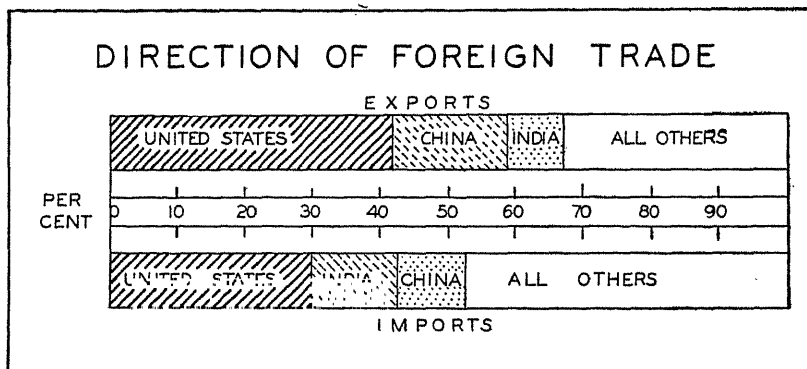 DIRECTION OF FOREIGN TRADE
EXPORTS
UNITED STATES CHINA INDIA ALL OTHERS
PER CENT
0 10 20 30 40 50 60 70 80 90
UNITED STATES INDIA CHINA ALL OTHERS
IMPORTS